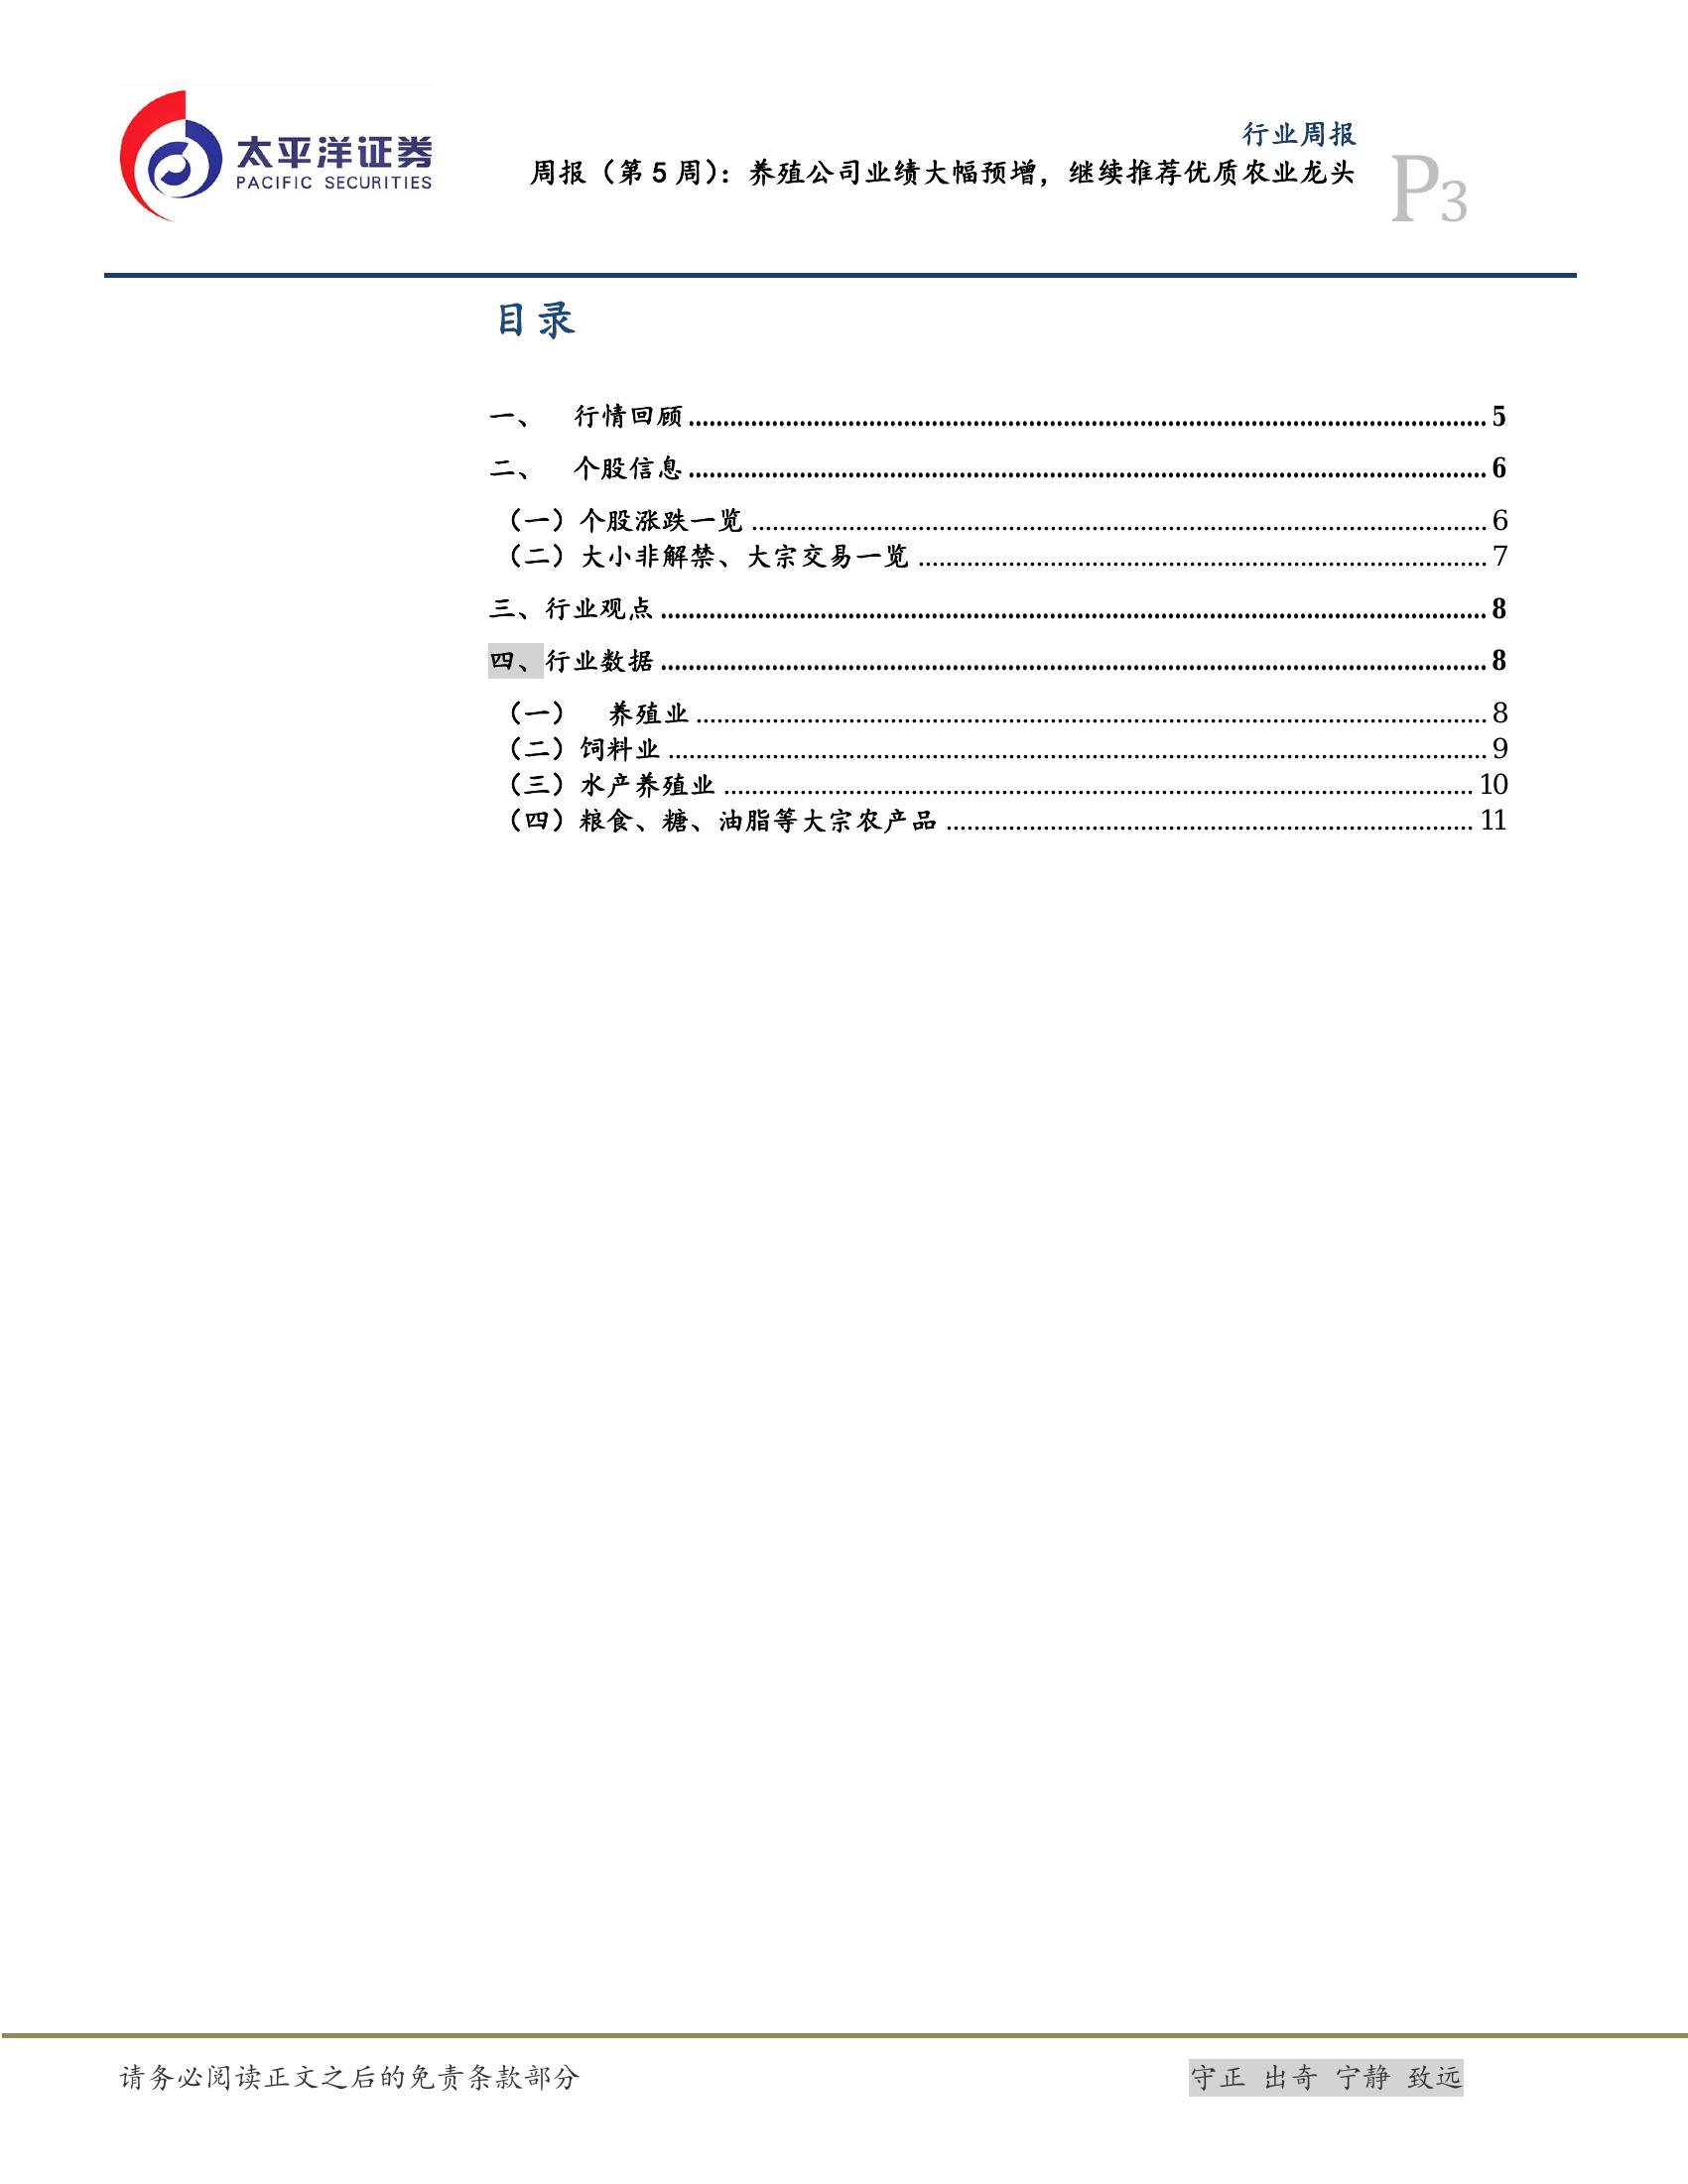 太平洋证券
PACIFIC SECURITIES
行业周报
周报（第 5 周）：养殖公司业绩大幅预增，继续推荐优质农业龙头
P3
目录
一、 行情回顾........................................ 5
二、 个股信息........................................ 6
（一）个股涨跌一览........................................ 6
（二）大小非解禁、大宗交易一览........................................ 7
三、行业观点........................................ 8
四、行业数据........................................ 8
（一） 养殖业........................................ 8
（二）饲料业........................................ 9
（三）水产养殖业........................................ 10
（四）粮食、糖、油脂等大宗农产品........................................ 11
请务必阅读正文之后的免责条款部分
守正 出奇 宁静 致远